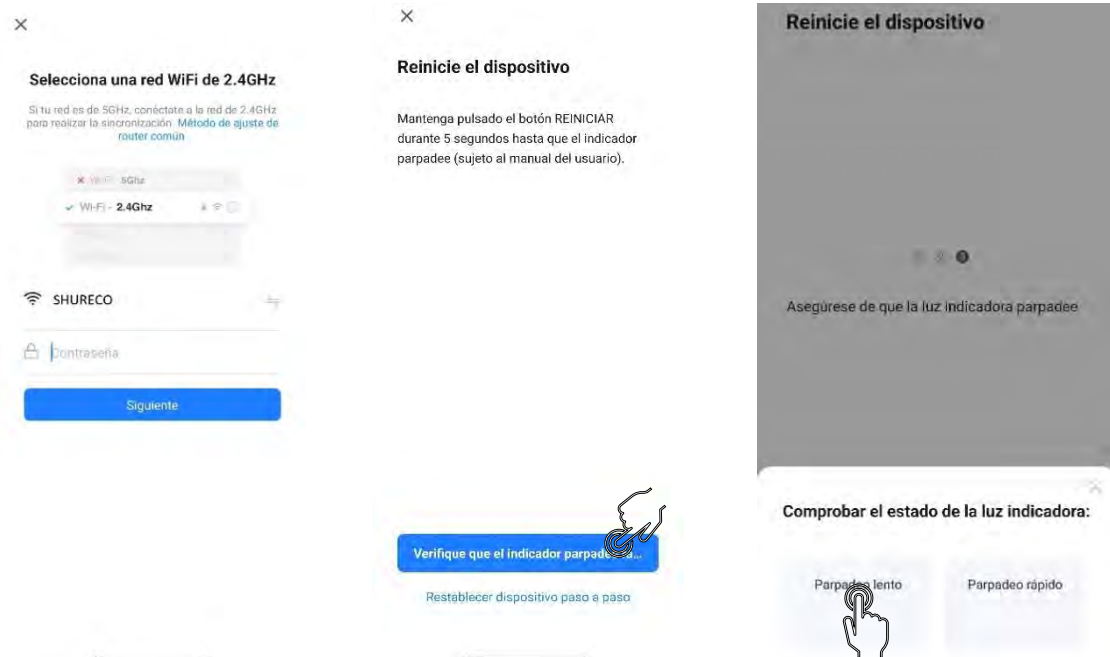 Selecciona una red WiFi de 2.4GHz
Si tu red es de 5GHz, conéctate a la red de 2.4GHz
para realizar la sincronización. Método de ajuste de
router común
5Ghz
Wi-Fi - 2.4Ghz
SHURECO
Contraseña
Siguiente
Reinicie el dispositivo
Mantenga pulsado el botón REINICIAR
durante 5 segundos hasta que el indicador
parpadee (sujeto al manual del usuario).
Verifique que el indicador
Restablecer dispositivo paso a paso
Reinicie el dispositivo
3
Asegúrese de que la luz indicadora parpadee
Comprobar el estado de la luz indicadora:
Parpadeo lento
Parpadeo rápido